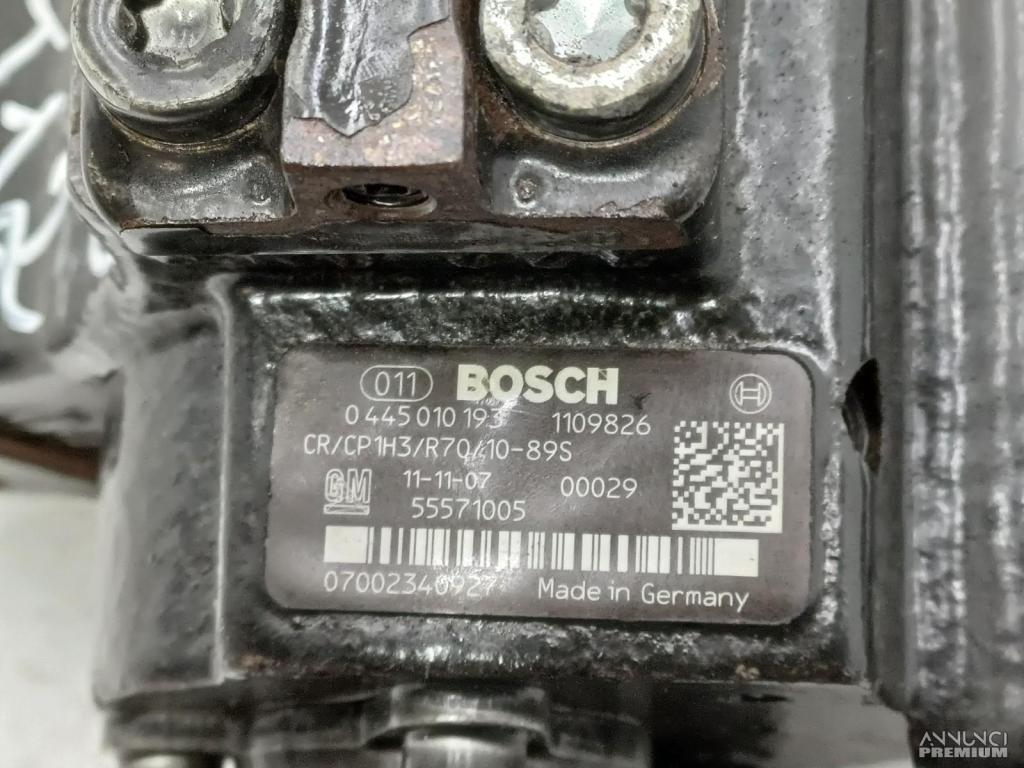 011 BOSCH
0 445 010 193 1109826
CR/CP1H3/R70/10-89S
GM 11-11-07 00029
55571005
07002340927 Made in Germany
ANNUNCI
PREMIUM